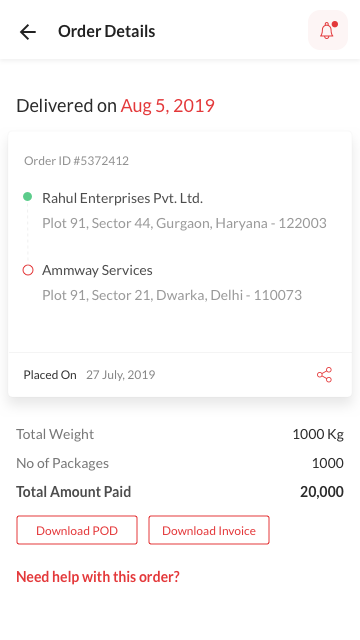 Order Details
Delivered on Aug 5, 2019
Order ID #5372412
Rahul Enterprises Pvt. Ltd.
Plot 91, Sector 44, Gurgaon, Haryana - 122003
Ammway Services
Plot 91, Sector 21, Dwarka, Delhi - 110073
Placed On 27 July, 2019
Total Weight 1000 Kg
No of Packages 1000
Total Amount Paid 20,000
Download POD Download Invoice
Need help with this order?